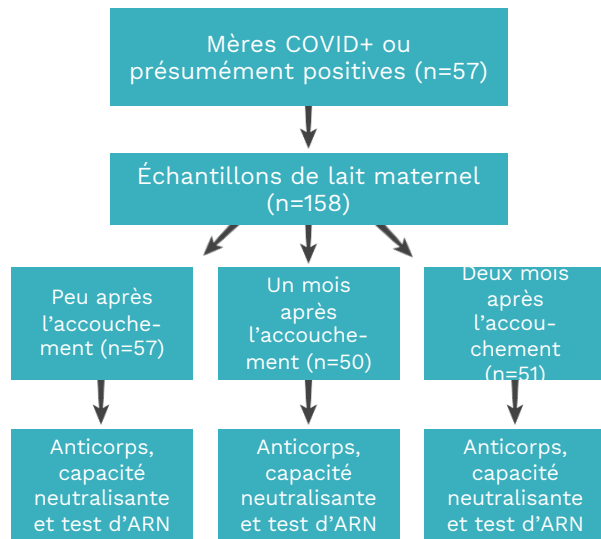 Mères COVID+ ou
présumément positives (n=57)
Échantillons de lait maternel
(n=158)
Peu après
l'accouche-
ment (n=57)
Un mois
après
l'accouche-
ment (n=50)
Deux mois
après
l'accou-
chement
(n=51)
Anticorps,
capacité
neutralisante
et test d'ARN
Anticorps,
capacité
neutralisante
et test d'ARN
Anticorps,
capacité
neutralisante
et test d'ARN